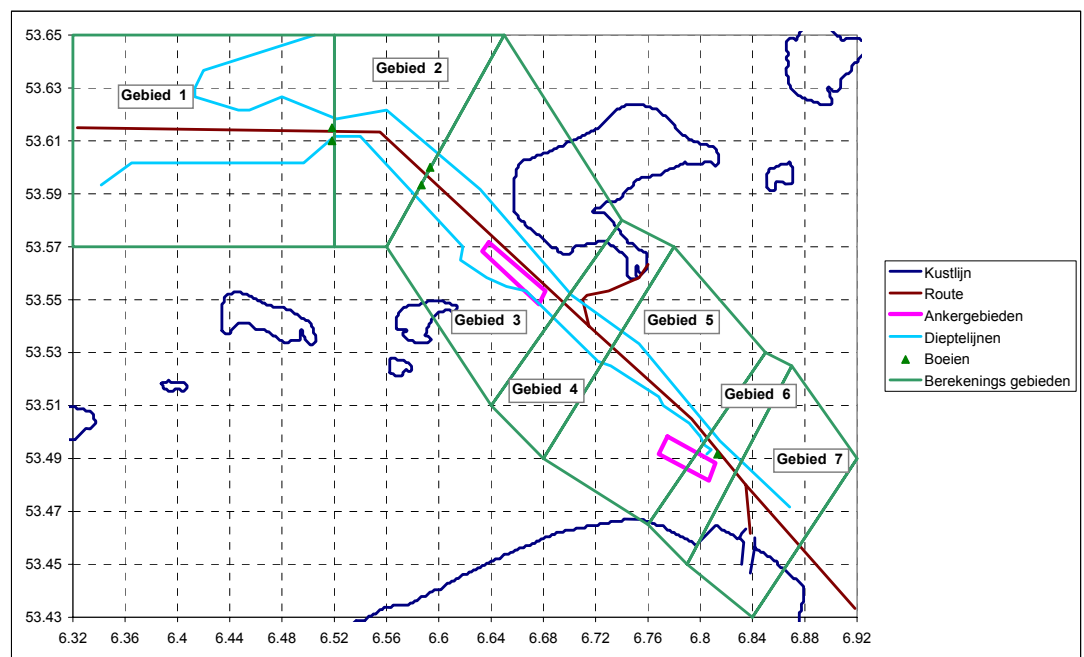 53.65
53.63
53.61
53.59
53.57
53.55
53.53
53.51
53.49
53.47
53.45
53.43
6.32 6.36 6.4 6.44 6.48 6.52 6.56 6.6 6.64 6.68 6.72 6.76 6.8 6.84 6.88 6.92
Gebied 1
Gebied 2
Gebied 3
Gebied 4
Gebied 5
Gebied 6
Gebied 7
Kustlijn
Route
Ankergebieden
Dieptelijnen
Boeien
Berekenings gebieden